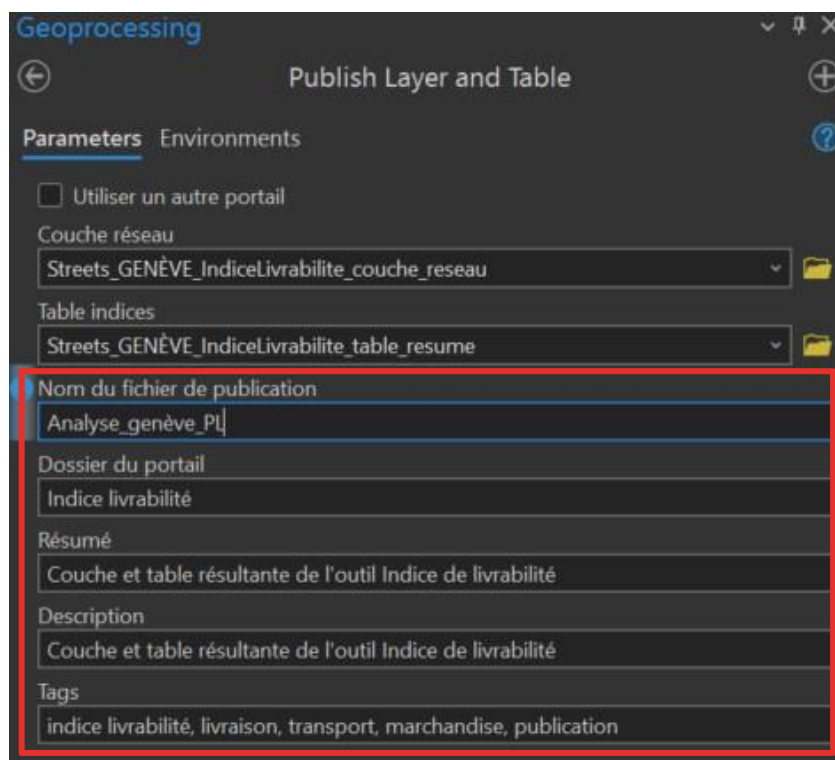 Geoprocessing
Publish Layer and Table
Parameters Environments
Utiliser un autre portail
Couche réseau
Streets_GENÈVE_IndiceLivrabilite_couche_reseau
Table indices
Streets_GENÈVE_IndiceLivrabilite_table_resume
Nom du fichier de publication
Analyse_genève_PL
Dossier du portail
Indice livrabilité
Résumé
Couche et table résultante de l'outil Indice de livrabilité
Description
Couche et table résultante de l'outil Indice de livrabilité
Tags
indice livrabilité, livraison, transport, marchandise, publication